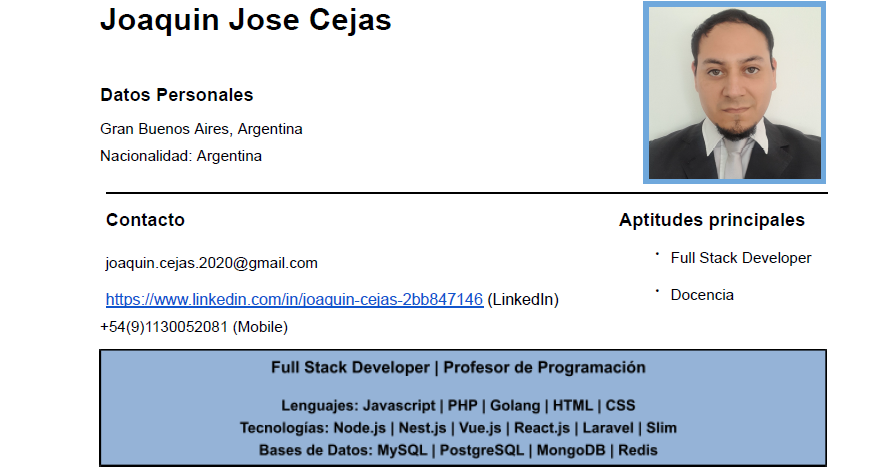 Joaquin Jose Cejas
Datos Personales
Gran Buenos Aires, Argentina
Nacionalidad: Argentina
Contacto
joaquin.cejas.2020@gmail.com
https://www.linkedin.com/in/joaquin-cejas-2bb847146 (LinkedIn)
+54(9)1130052081 (Mobile)
Aptitudes principales
· Full Stack Developer
· Docencia
Full Stack Developer | Profesor de Programación
Lenguajes: Javascript | PHP | Golang | HTML | CSS
Tecnologías: Node.js | Nest.js | Vue.js | React.js | Laravel | Slim
Bases de Datos: MySQL | PostgreSQL | MongoDB | Redis